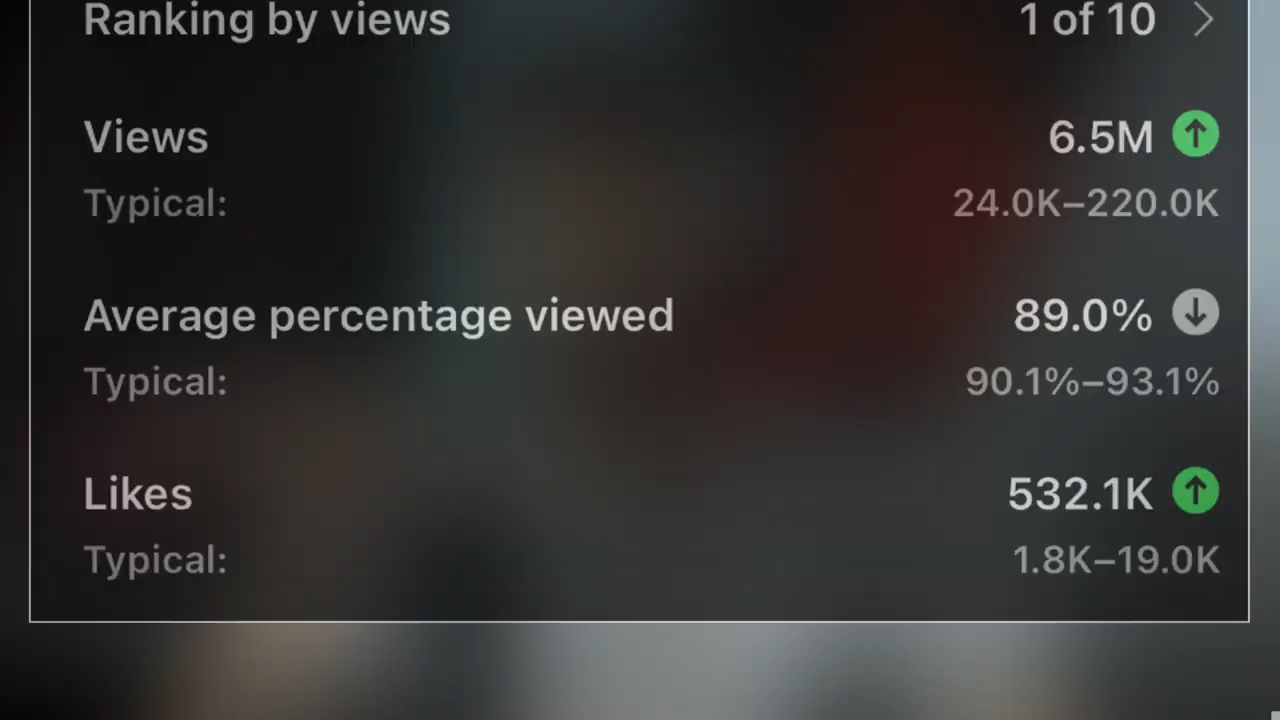 Ranking by views 1 of 10
Views 6.5M
Typical: 24.0K–220.0K
Average percentage viewed 89.0%
Typical: 90.1%–93.1%
Likes 532.1K
Typical: 1.8K–19.0K